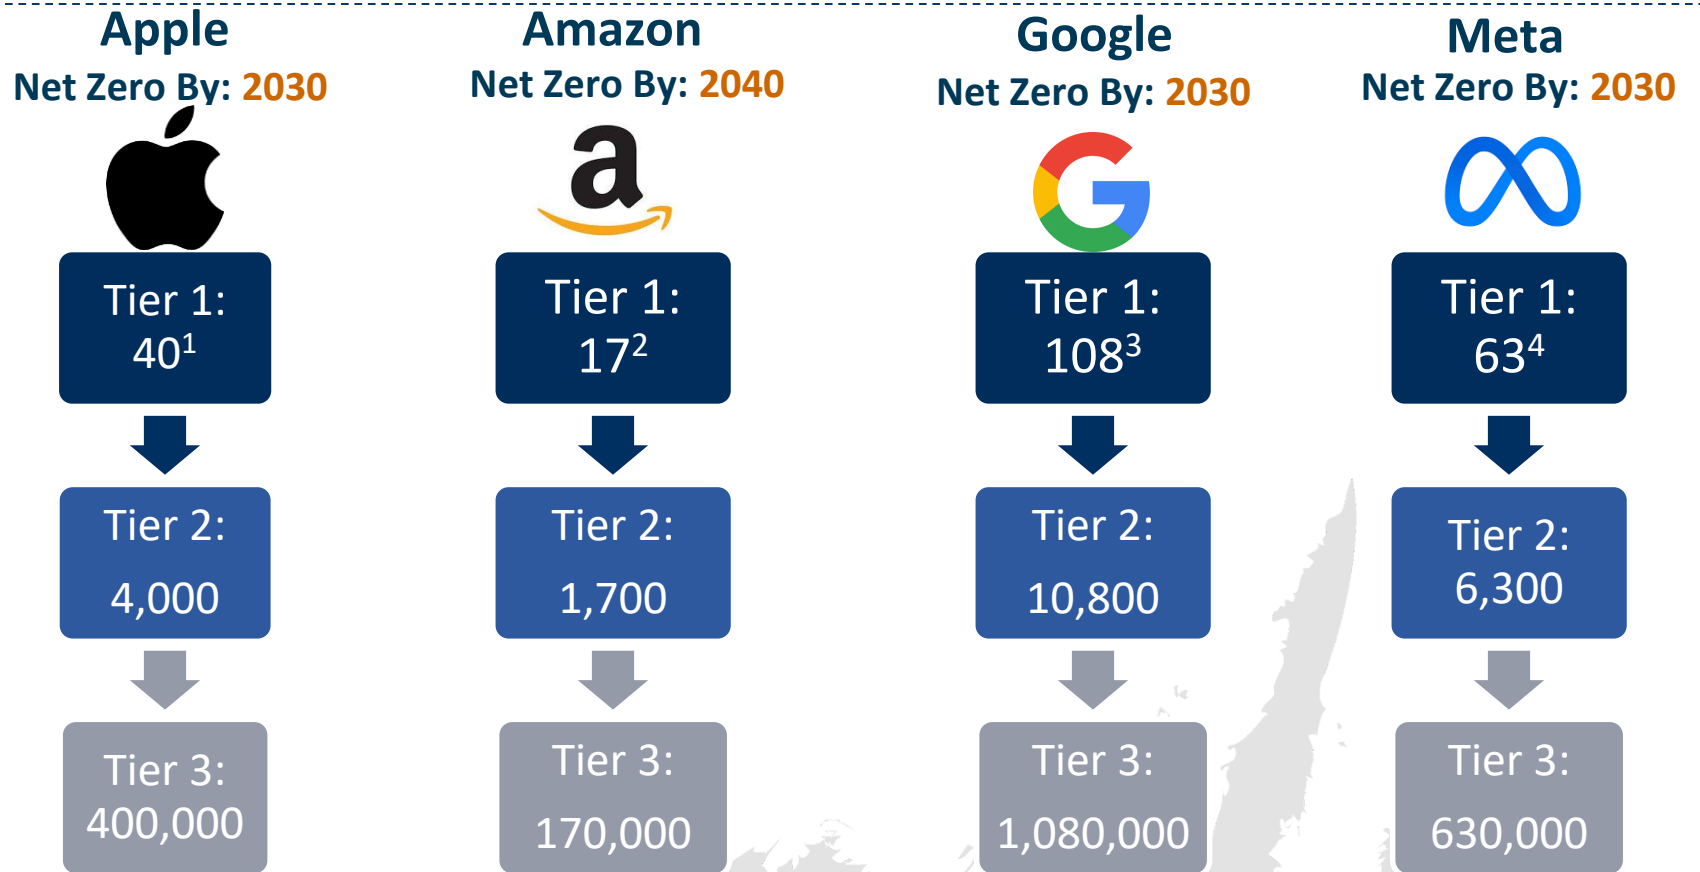 Apple
Net Zero By: 2030
Tier 1:
40¹
Tier 2:
4,000
Tier 3:
400,000
Amazon
Net Zero By: 2040
a
Tier 1:
17²
Tier 2:
1,700
Tier 3:
170,000
Google
Net Zero By: 2030
G
Tier 1:
108³
Tier 2:
10,800
Tier 3:
1,080,000
Meta
Net Zero By: 2030
Tier 1:
63⁴
Tier 2:
6,300
Tier 3:
630,000